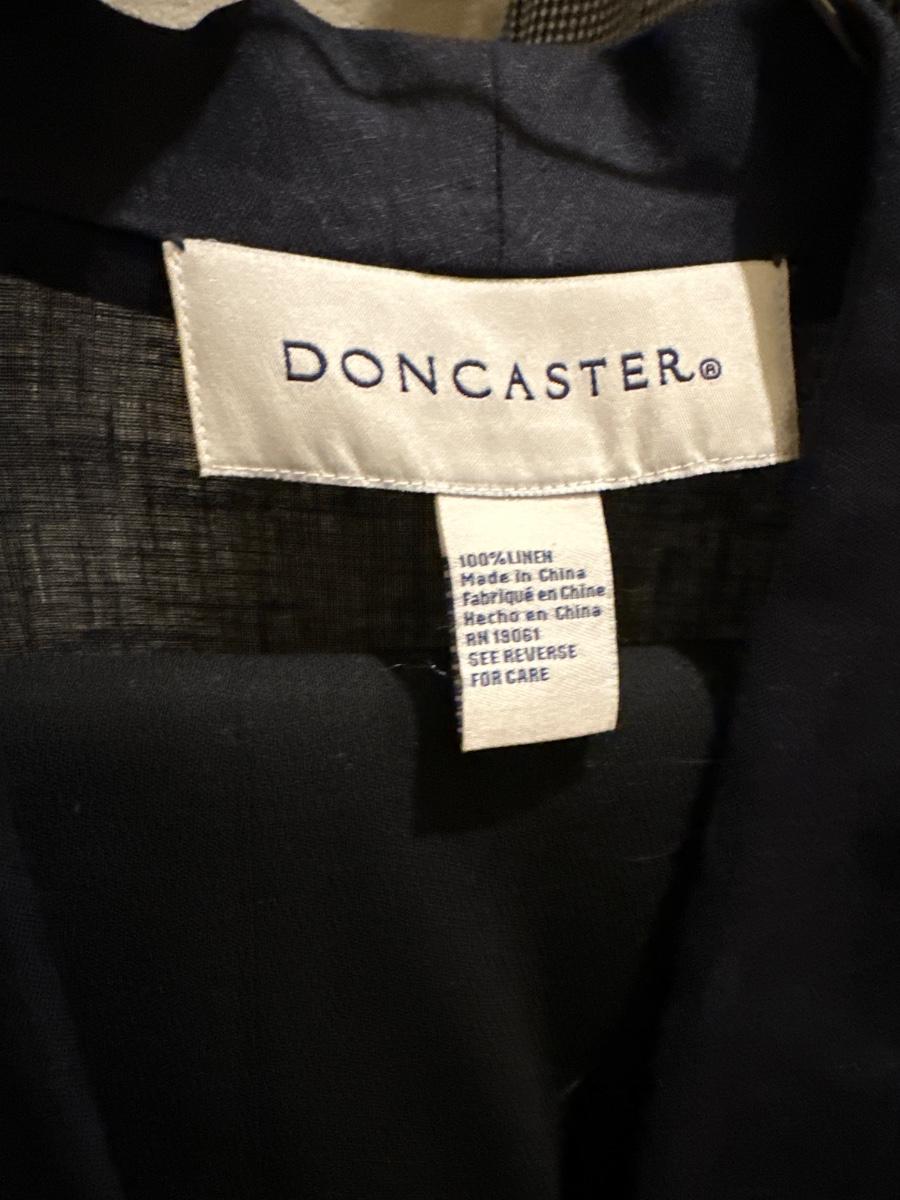 DONCASTER®
100% LINEN
Made in China
Fabriqué en Chine
Hecho en China
RN 19061
SEE REVERSE
FOR CARE